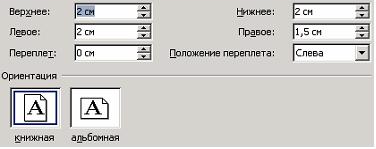 Верхнее: 2 см Нижнее: 2 см
Левое: 2 см Правое: 1,5 см
Переплет: 0 см Положение переплета: Слева
Ориентация
A A
книжная альбомная